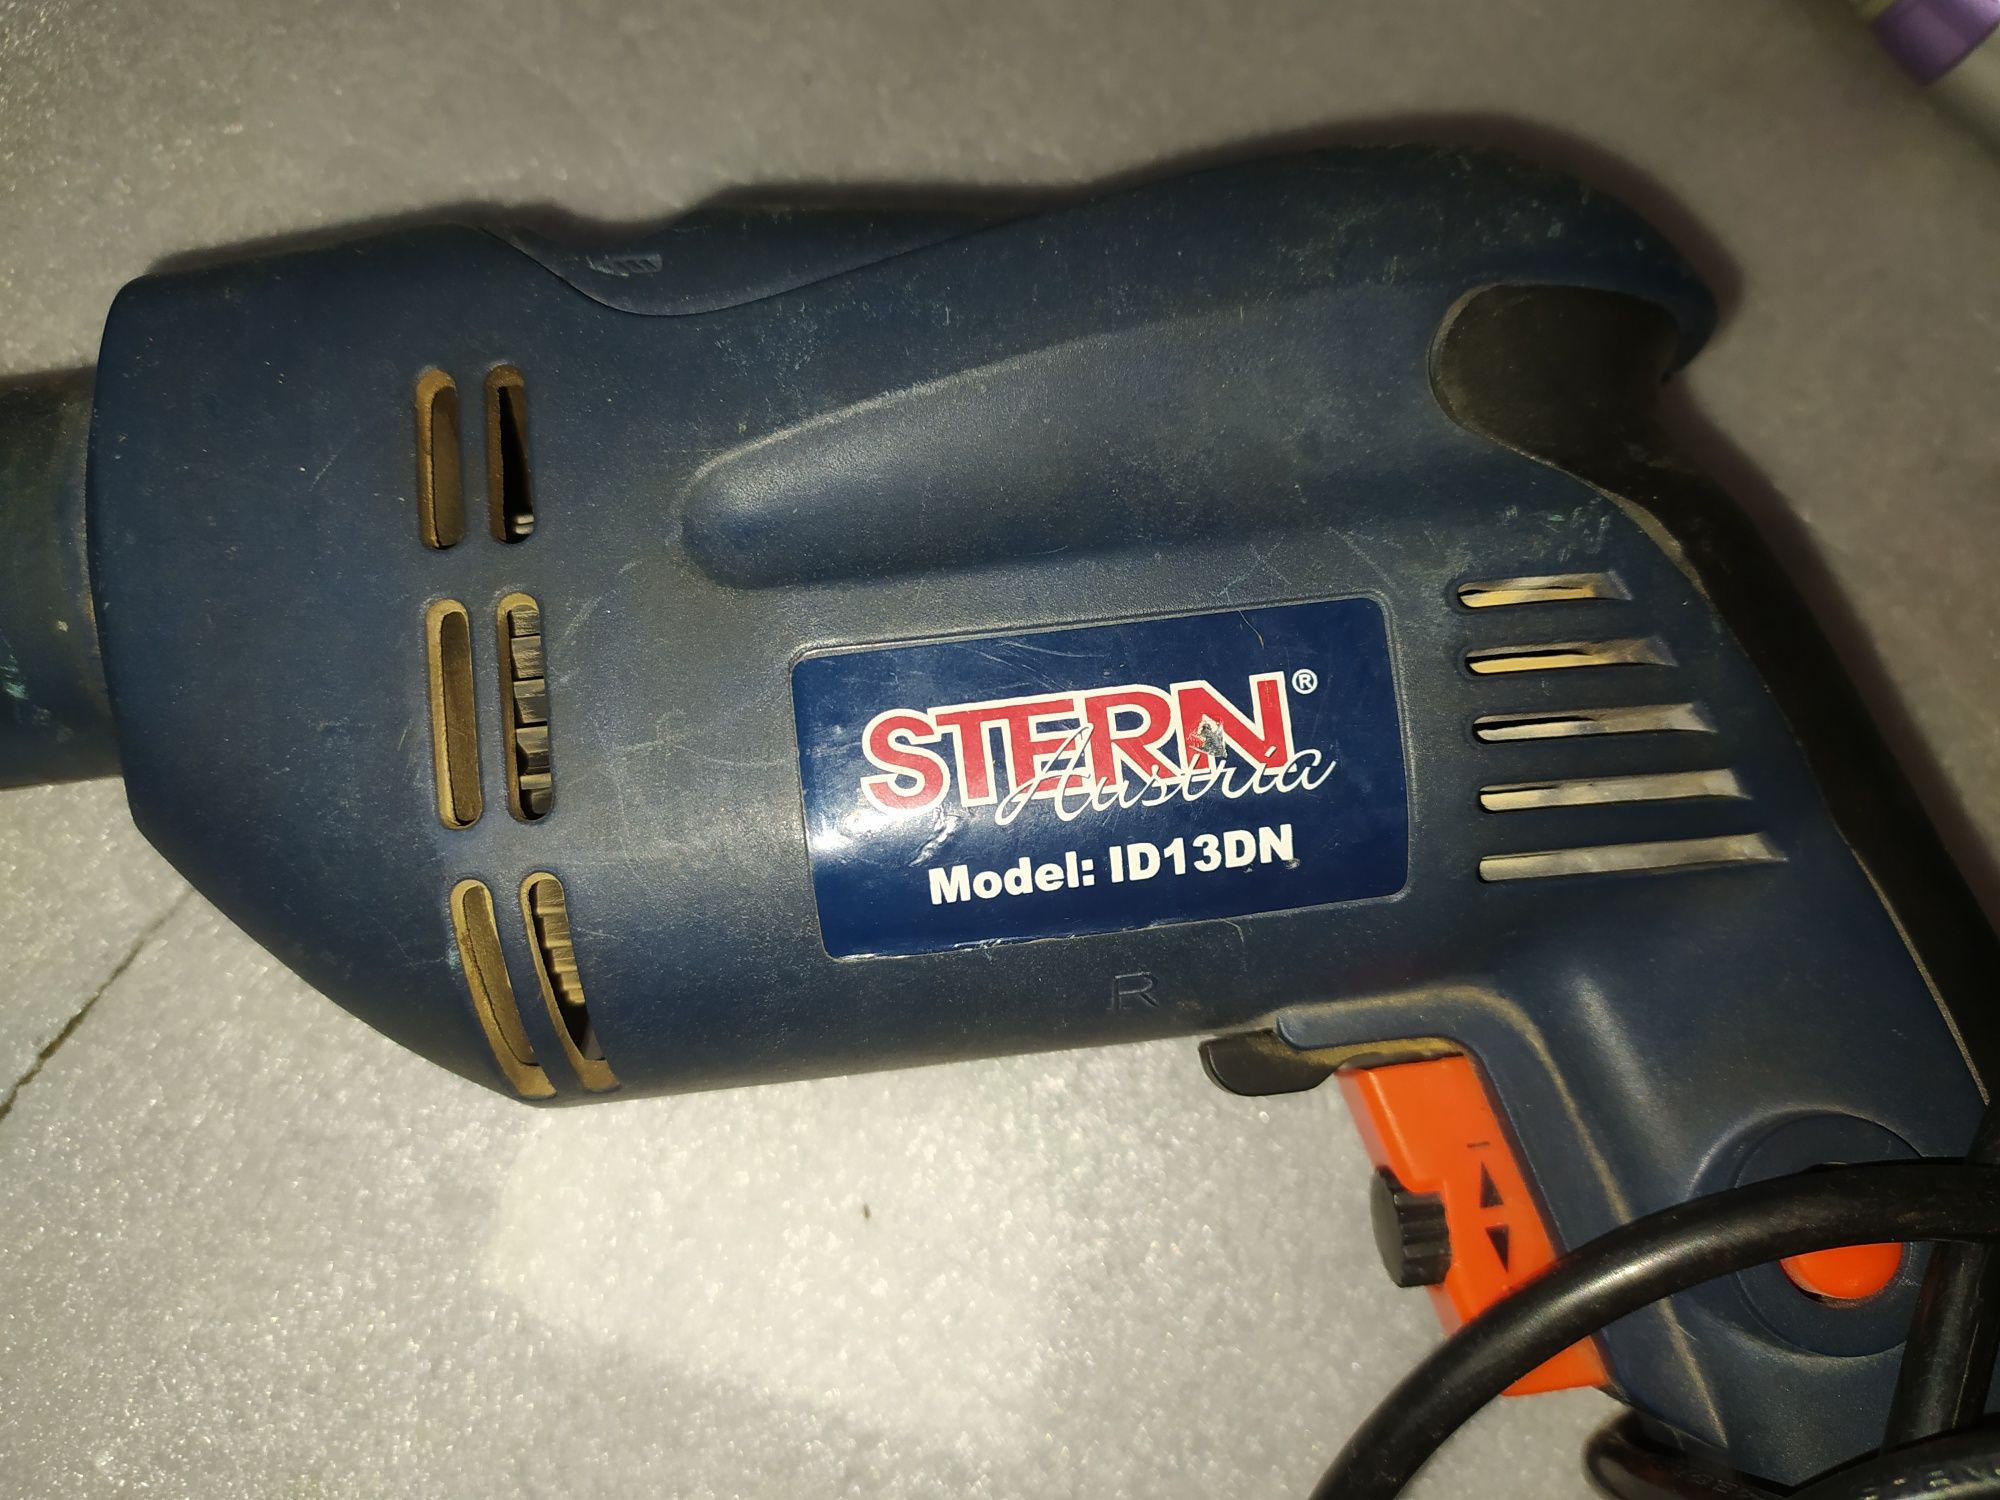 STERN®
Austria
Model: ID13DN
R